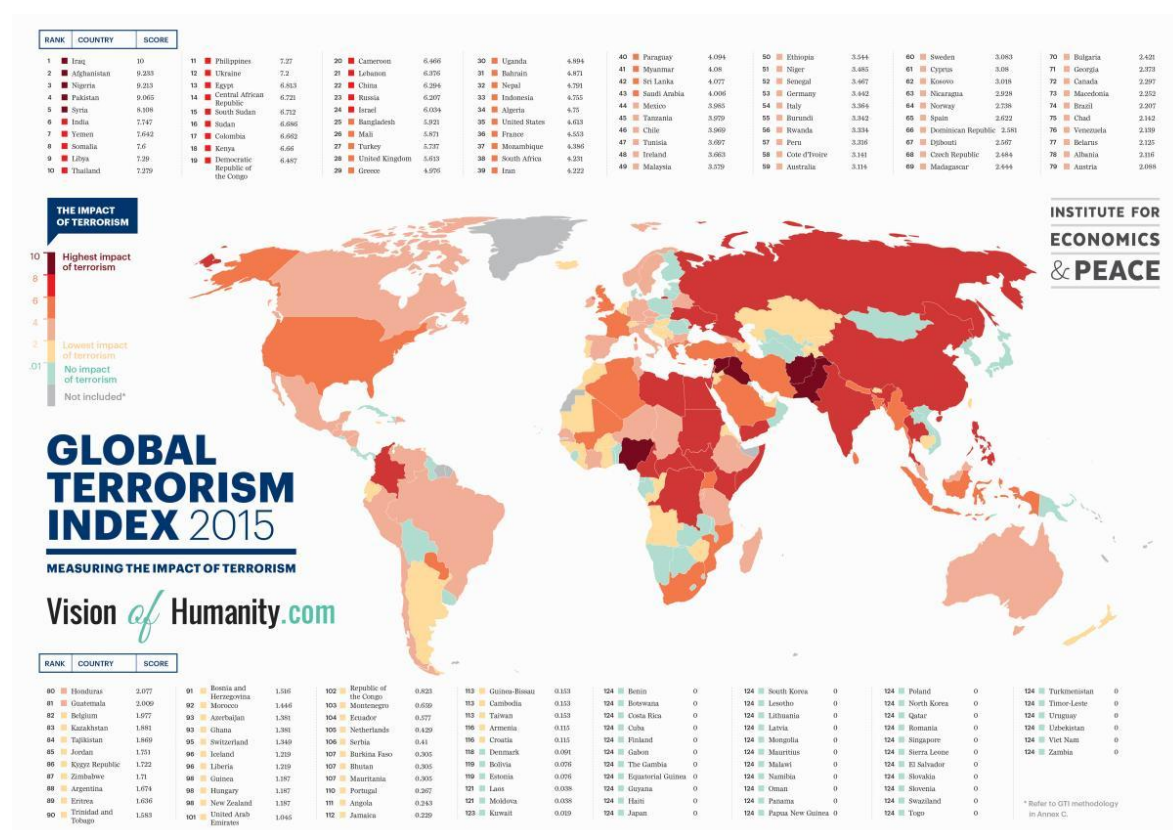 RANK COUNTRY SCORE
1 Iraq 10
2 Afghanistan 9.233
3 Nigeria 9.213
4 Pakistan 9.065
5 Syria 8.108
6 India 7.747
7 Yemen 7.642
8 Somalia 7.6
9 Libya 7.29
10 Thailand 7.279
11 Philippines 7.27
12 Ukraine 7.2
13 Egypt 6.813
14 Central African
Republic 6.721
15 South Sudan 6.712
16 Sudan 6.686
17 Colombia 6.662
18 Kenya 6.66
19 Democratic
Republic of
the Congo 6.487
20 Cameroon 6.466
21 Lebanon 6.376
22 China 6.294
23 Russia 6.207
24 Israel 6.034
25 Bangladesh 5.921
26 Mali 5.871
27 Turkey 5.737
28 United Kingdom 5.613
29 Greece 4.976
30 Uganda 4.894
31 Bahrain 4.871
32 Nepal 4.791
33 Indonesia 4.755
34 Algeria 4.75
35 United States 4.613
36 France 4.553
37 Mozambique 4.386
38 South Africa 4.231
39 Iran 4.222
40 Paraguay 4.094
41 Myanmar 4.08
42 Sri Lanka 4.077
43 Saudi Arabia 4.006
44 Mexico 3.985
45 Tanzania 3.979
46 Chile 3.969
47 Tunisia 3.697
48 Ireland 3.663
49 Malaysia 3.579
50 Ethiopia 3.544
51 Niger 3.485
52 Senegal 3.467
53 Germany 3.442
54 Italy 3.364
55 Burundi 3.342
56 Rwanda 3.334
57 Peru 3.316
58 Cote d'Ivoire 3.141
59 Australia 3.114
60 Sweden 3.083
61 Cyprus 3.08
62 Kosovo 3.018
63 Nicaragua 2.928
64 Norway 2.738
65 Spain 2.622
66 Dominican Republic 2.581
67 Djibouti 2.567
68 Czech Republic 2.484
69 Madagascar 2.444
70 Bulgaria 2.421
71 Georgia 2.373
72 Canada 2.297
73 Macedonia 2.252
74 Brazil 2.207
75 Chad 2.142
76 Venezuela 2.139
77 Belarus 2.125
78 Albania 2.116
79 Austria 2.088
THE IMPACT
OF TERRORISM
10
8
6
4
2
.01
Highest impact
of terrorism
Lowest impact
of terrorism
No impact
of terrorism
Not included*
INSTITUTE FOR
ECONOMICS
& PEACE
GLOBAL
TERRORISM
INDEX 2015
MEASURING THE IMPACT OF TERRORISM
Vision of Humanity.com
RANK COUNTRY SCORE
80 Honduras 2.077
81 Guatemala 2.009
82 Belgium 1.977
83 Kazakhstan 1.881
84 Tajikistan 1.869
85 Jordan 1.751
86 Kygyz Republic 1.722
87 Zimbabwe 1.71
88 Argentina 1.674
89 Eritrea 1.636
90 Trinidad and
Tobago 1.583
91 Bosnia and
Herzegovina 1.516
92 Morocco 1.446
93 Azerbaijan 1.381
93 Ghana 1.381
95 Switzerland 1.349
96 Iceland 1.219
96 Liberia 1.219
98 Guinea 1.187
98 Hungary 1.187
98 New Zealand 1.187
101 United Arab
Emirates 1.045
102 Republic of
the Congo 0.823
103 Montenegro 0.659
104 Ecuador 0.577
105 Netherlands 0.429
106 Serbia 0.41
107 Burkina Faso 0.305
107 Bhutan 0.305
107 Mauritania 0.305
110 Portugal 0.267
111 Angola 0.243
112 Jamaica 0.229
113 Guinea-Bissau 0.153
113 Cambodia 0.153
113 Taiwan 0.153
116 Armenia 0.115
116 Croatia 0.115
116 Finland 0.115
118 Denmark 0.091
119 Bolivia 0.076
119 Estonia 0.076
121 Laos 0.038
121 Moldova 0.038
123 Kuwait 0.019
124 Benin 0
124 Botswana 0
124 Costa Rica 0
124 Cuba 0
124 Gabon 0
124 The Gambia 0
124 Equatorial Guinea 0
124 Guyana 0
124 Haiti 0
124 Japan 0
124 South Korea 0
124 Lesotho 0
124 Lithuania 0
124 Latvia 0
124 Mongolia 0
124 Mauritius 0
124 Malawi 0
124 Namibia 0
124 Oman 0
124 Panama 0
124 Papua New Guinea 0
124 Poland 0
124 North Korea 0
124 Qatar 0
124 Romania 0
124 Singapore 0
124 Sierra Leone 0
124 El Salvador 0
124 Slovakia 0
124 Slovenia 0
124 Swaziland 0
124 Togo 0
124 Turkmenistan 0
124 Timor-Leste 0
124 Uruguay 0
124 Uzbekistan 0
124 Viet Nam 0
124 Zambia 0
* Refer to GTI methodology
in Annex C.